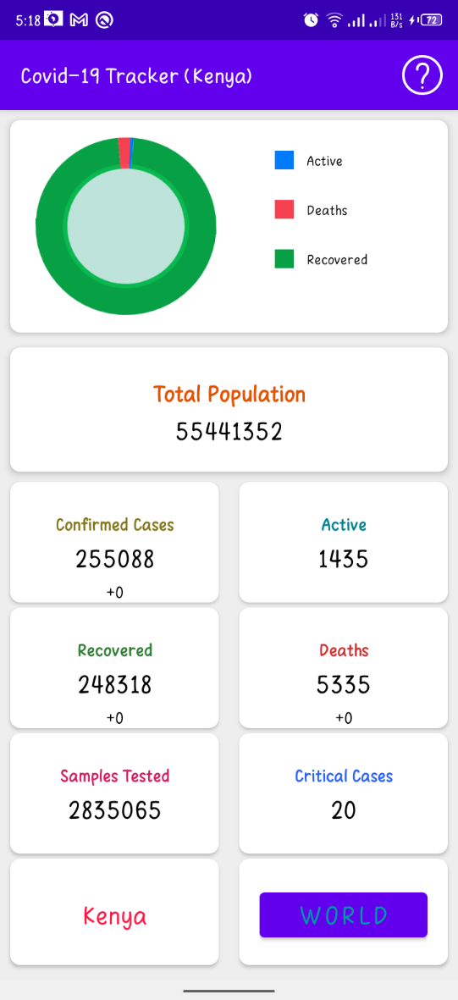 5:18 131 B/s 72
Covid-19 Tracker (Kenya) ?
Active
Deaths
Recovered
Total Population
55441352
Confirmed Cases
255088
+0
Active
1435
Recovered
248318
+0
Deaths
5335
+0
Samples Tested
2835065
Critical Cases
20
Kenya
WORLD